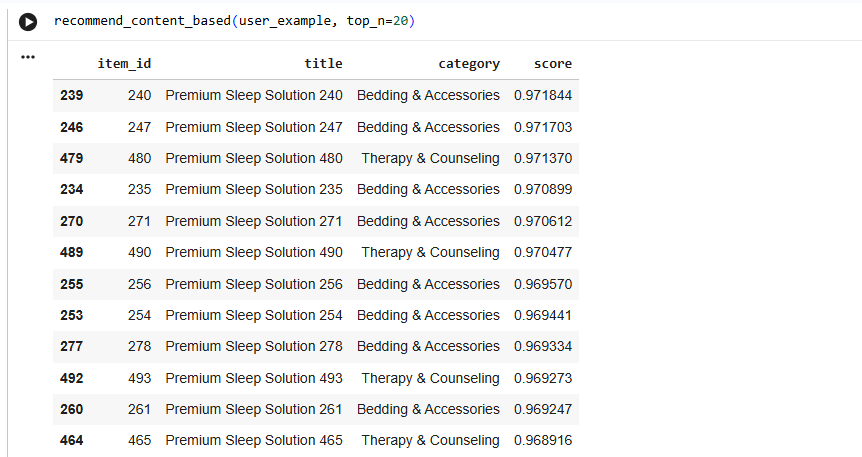 recommend_content_based(user_example, top_n=20)
... item_id title category score
239 240 Premium Sleep Solution 240 Bedding & Accessories 0.971844
246 247 Premium Sleep Solution 247 Bedding & Accessories 0.971703
479 480 Premium Sleep Solution 480 Therapy & Counseling 0.971370
234 235 Premium Sleep Solution 235 Bedding & Accessories 0.970899
270 271 Premium Sleep Solution 271 Bedding & Accessories 0.970612
489 490 Premium Sleep Solution 490 Therapy & Counseling 0.970477
255 256 Premium Sleep Solution 256 Bedding & Accessories 0.969570
253 254 Premium Sleep Solution 254 Bedding & Accessories 0.969441
277 278 Premium Sleep Solution 278 Bedding & Accessories 0.969334
492 493 Premium Sleep Solution 493 Therapy & Counseling 0.969273
260 261 Premium Sleep Solution 261 Bedding & Accessories 0.969247
464 465 Premium Sleep Solution 465 Therapy & Counseling 0.968916